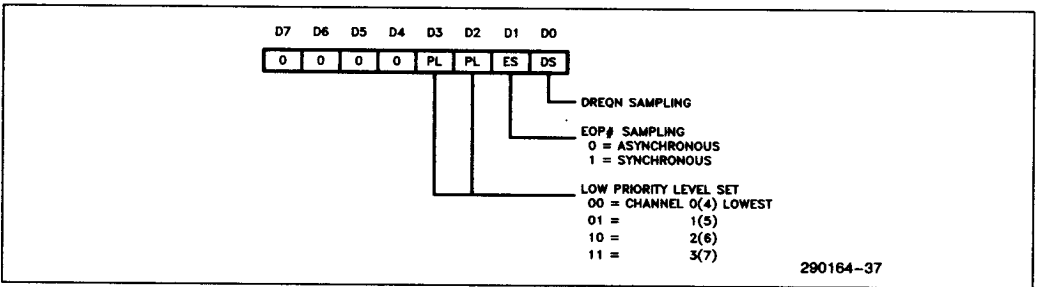 D7 D6 D5 D4 D3 D2 D1 D0
0 0 0 0 PL PL ES DS
DREQN SAMPLING
EOP# SAMPLING
0 = ASYNCHRONOUS
1 = SYNCHRONOUS
LOW PRIORITY LEVEL SET
00 = CHANNEL 0(4) LOWEST
01 = 1(5)
10 = 2(6)
11 = 3(7)
290164-37